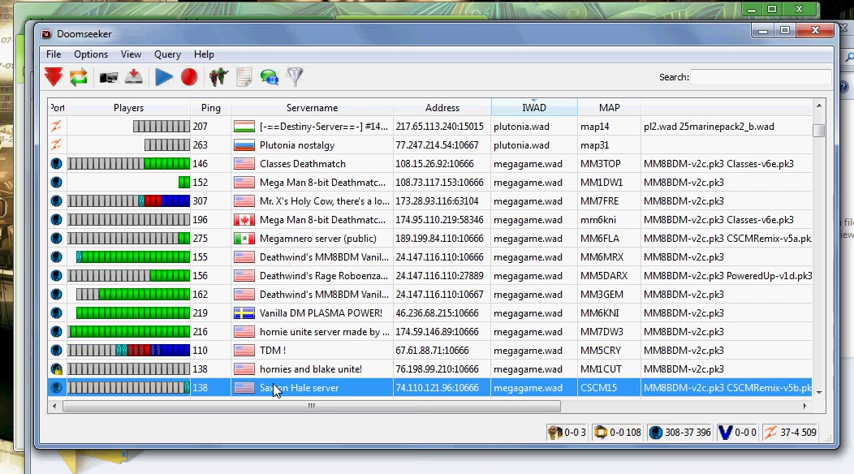 Doomseeker
File Options View Query Help
Search:
Port Players Ping Servername Address IWAD MAP
207 [-==Destiny-Server==-] #14... 217.65.113.240:15015 plutonia.wad map14 pl2.wad 25marinepack2_b.wad
263 Plutonia nostalgy 77.247.214.54:10667 plutonia.wad map31
146 Classes Deathmatch 108.15.26.92:10666 megagame.wad MM3TOP MM8BDM-v2c.pk3 Classes-v6e.pk3
152 Mega Man 8-bit Deathmatc... 108.73.117.153:10666 megagame.wad MM1DW1 MM8BDM-v2c.pk3
307 Mr. X's Holy Cow, there's a lo... 173.28.93.116:63104 megagame.wad MM7FRE MM8BDM-v2c.pk3
196 Mega Man 8-bit Deathmatc... 174.95.110.219:58346 megagame.wad mm6kni MM8BDM-v2c.pk3 Classes-v6e.pk3
275 Megamnero server (public) 189.199.84.110:10666 megagame.wad MM6FLA MM8BDM-v2c.pk3 CSCMRemix-v5a.pk
155 Deathwind's MM8BDM Vanil... 24.147.116.110:10666 megagame.wad MM6MRX MM8BDM-v2c.pk3
156 Deathwind's Rage Roboenza... 24.147.116.110:27889 megagame.wad MM5DARX MM8BDM-v2c.pk3 PoweredUp-v1d.pk3
162 Deathwind's MM8BDM Vanil... 24.147.116.110:10667 megagame.wad MM3GEM MM8BDM-v2c.pk3
219 Vanilla DM PLASMA POWER! 46.236.68.215:10666 megagame.wad MM6KNI MM8BDM-v2c.pk3
216 hornie unite server made by ... 174.59.146.89:10666 megagame.wad MM7DW3 MM8BDM-v2c.pk3
110 TDM ! 67.61.88.71:10666 megagame.wad MM5CRY MM8BDM-v2c.pk3
138 hornies and blake unite! 76.198.99.210:10666 megagame.wad MM1CUT MM8BDM-v2c.pk3
138 Saxton Hale server 74.110.121.96:10666 megagame.wad CSCM15 MM8BDM-v2c.pk3 CSCMRemix-v5b.pk
0-0 3 0-0 108 308-37 396 0-0 0 37-4 509